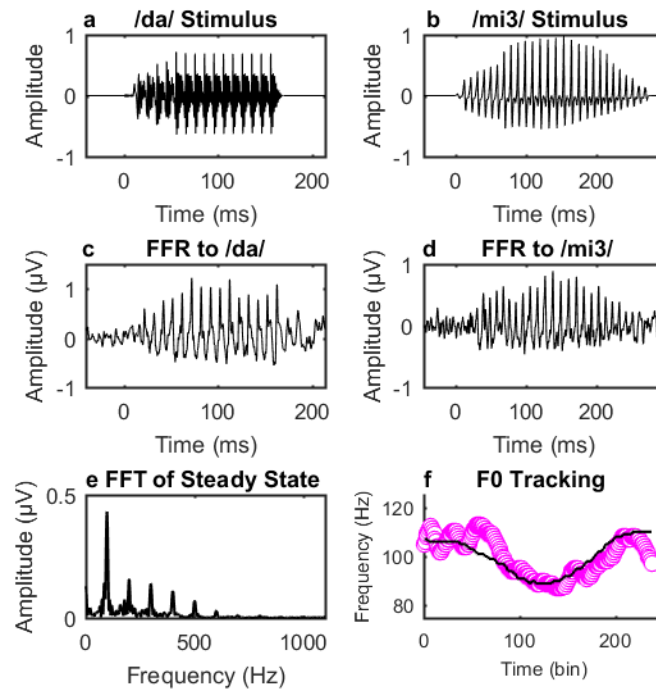 a /da/ Stimulus
1
0
-1
Amplitude
0 100 200
Time (ms)
b /mi3/ Stimulus
1
0
-1
Amplitude
0 100 200
Time (ms)
c FFR to /da/
2
1
0
-1
Amplitude (µV)
0 100 200
Time (ms)
d FFR to /mi3/
1
0
-1
Amplitude (µV)
0 100 200
Time (ms)
e FFT of Steady State
0.5
0
Amplitude (µV)
0 500 1000
Frequency (Hz)
f F0 Tracking
120
100
80
Frequency (Hz)
0 100 200
Time (bin)